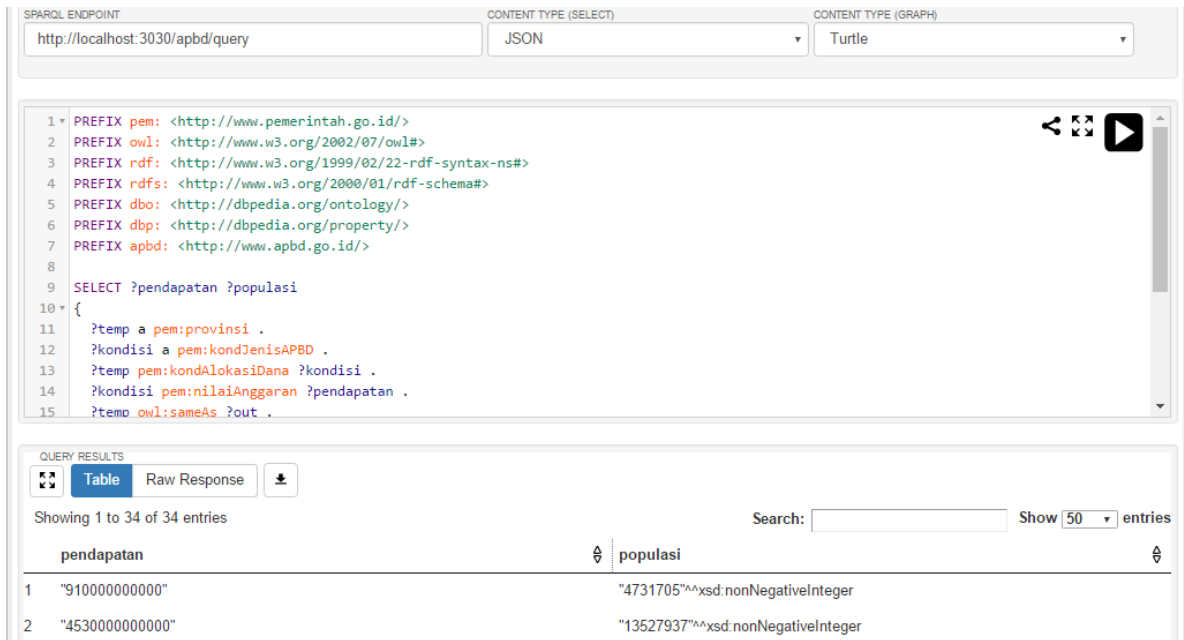 SPARQL ENDPOINT CONTENT TYPE (SELECT) CONTENT TYPE (GRAPH)
http://localhost:3030/apbd/query JSON Turtle
1 PREFIX pem: <http://www.pemerintah.go.id/>
2 PREFIX owl: <http://www.w3.org/2002/07/owl#>
3 PREFIX rdf: <http://www.w3.org/1999/02/22-rdf-syntax-ns#>
4 PREFIX rdfs: <http://www.w3.org/2000/01/rdf-schema#>
5 PREFIX dbo: <http://dbpedia.org/ontology/>
6 PREFIX dbp: <http://dbpedia.org/property/>
7 PREFIX apbd: <http://www.apbd.go.id/>
8
9 SELECT ?pendapatan ?populasi
10 {
11 ?temp a pem:provinsi .
12 ?kondisi a pem:kondJenisAPBD .
13 ?temp pem:kondAlokasiDana ?kondisi .
14 ?kondisi pem:nilaiAnggaran ?pendapatan .
15 ?temp owl:sameAs ?out .
QUERY RESULTS
Table Raw Response
Showing 1 to 34 of 34 entries Search: Show 50 entries
pendapatan populasi
1 "910000000000" "4731705"^^xsd:nonNegativeInteger
2 "4530000000000" "13527937"^^xsd:nonNegativeInteger